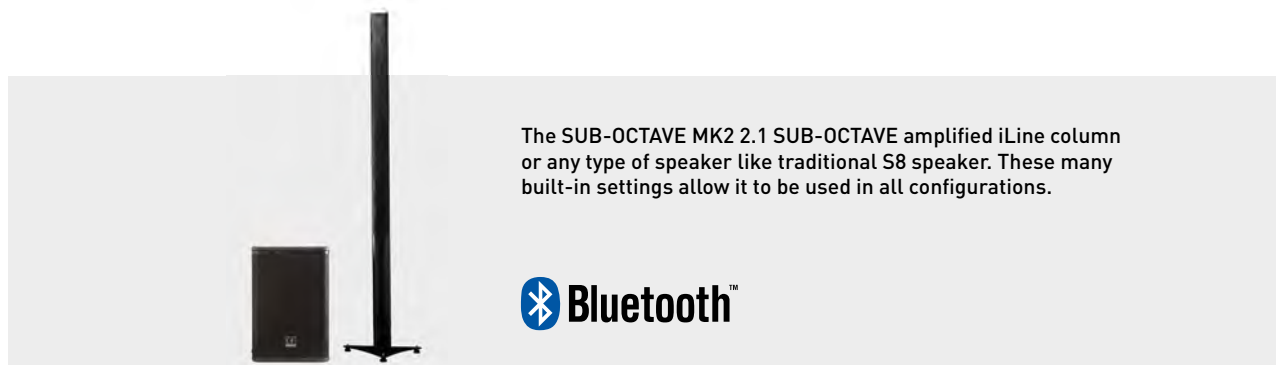 The SUB-OCTAVE MK2 2.1 SUB-OCTAVE amplified iLine column
or any type of speaker like traditional S8 speaker. These many
built-in settings allow it to be used in all configurations.
Bluetooth™